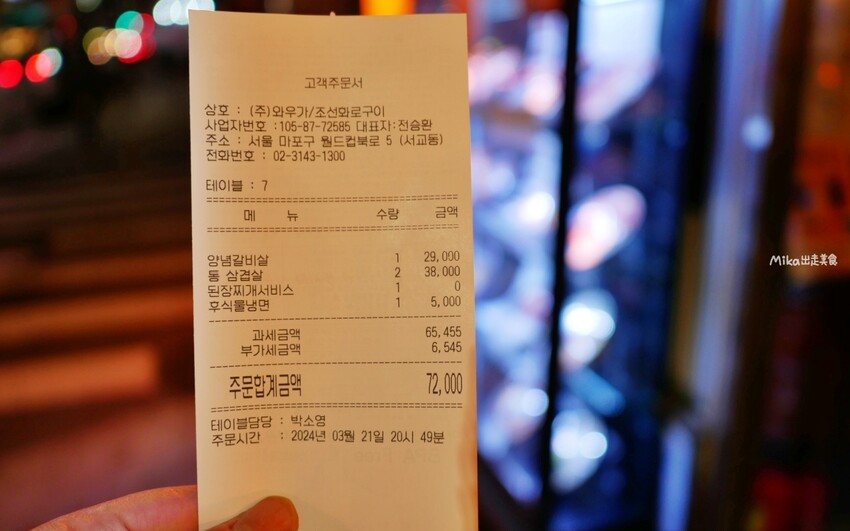 고객주문서
상호 : (주)와우가/조선화로구이
사업자번호 :105-87-72585 대표자:전승환
주소 : 서울 마포구 월드컵북로 5 (서교동)
전화번호 : 02-3143-1300
테이블 : 7
메 뉴 수량 금액
양념갈비살 1 29,000
통 삼겹살 2 38,000
된장찌개서비스 1 0
후식물냉면 1 5,000
과세금액 65,455
부가세금액 6,545
주문합계금액 72,000
테이블담당 : 박소영
주문시간 : 2024년 03월 21일 20시 49분
Mika出走美食